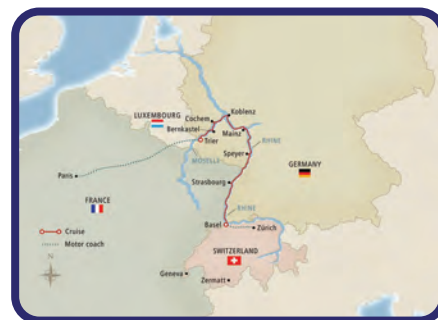 Koblenz
Cochem
LUXEMBOURG
Bernkastel
Mainz
RHINE
Trier
MOSELLE
Speyer
GERMANY
Paris
Strasbourg
FRANCE
RHINE
Basel
Zürich
Cruise
Motor coach
SWITZERLAND
N
Geneva
Zermatt